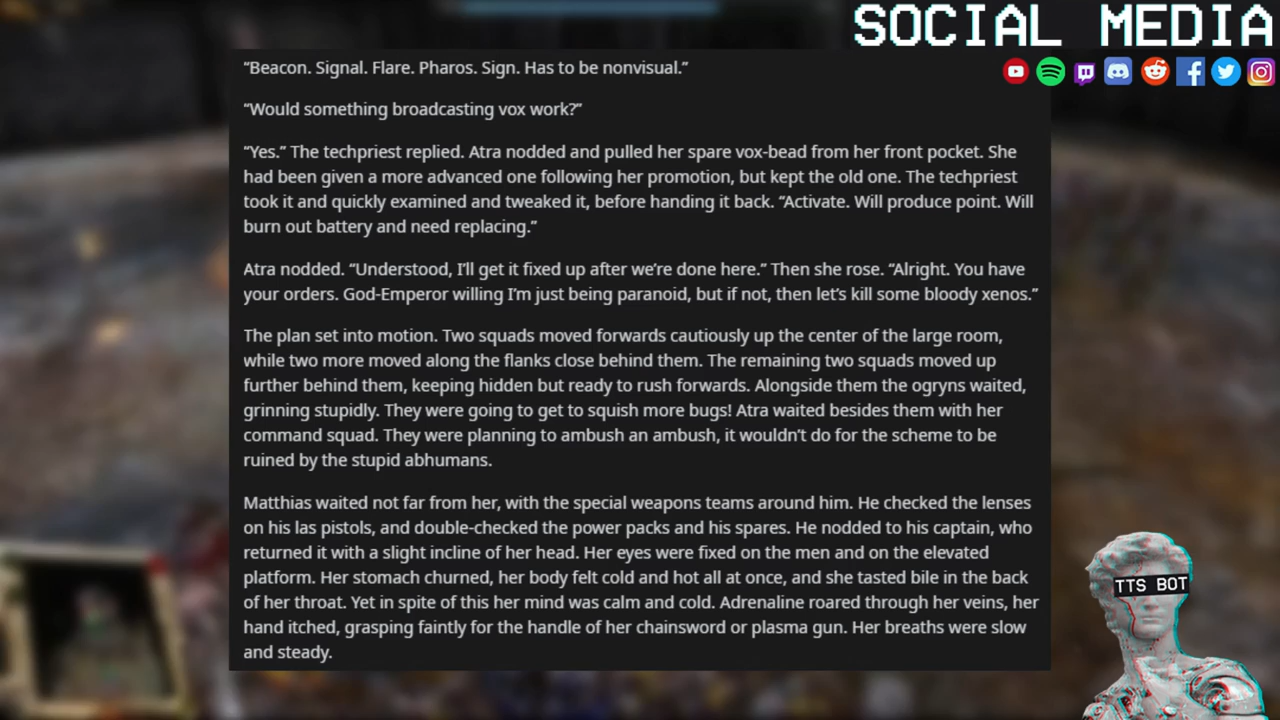 SOCIAL MEDIA
“Beacon. Signal. Flare. Pharos. Sign. Has to be nonvisual.”
“Would something broadcasting vox work?”
“Yes.” The techpriest replied. Atra nodded and pulled her spare vox-bead from her front pocket. She
had been given a more advanced one following her promotion, but kept the old one. The techpriest
took it and quickly examined and tweaked it, before handing it back. “Activate. Will produce point. Will
burn out battery and need replacing.”
Atra nodded. “Understood, I’ll get it fixed up after we’re done here.” Then she rose. “Alright. You have
your orders. God-Emperor willing I’m just being paranoid, but if not, then let’s kill some bloody xenos.”
The plan set into motion. Two squads moved forwards cautiously up the center of the large room,
while two more moved along the flanks close behind them. The remaining two squads moved up
further behind them, keeping hidden but ready to rush forwards. Alongside them the ogryns waited,
grinning stupidly. They were going to get to squish more bugs! Atra waited besides them with her
command squad. They were planning to ambush an ambush, it wouldn’t do for the scheme to be
ruined by the stupid abhumans.
Matthias waited not far from her, with the special weapons teams around him. He checked the lenses
on his las pistols, and double-checked the power packs and his spares. He nodded to his captain, who
returned it with a slight incline of her head. Her eyes were fixed on the men and on the elevated
platform. Her stomach churned, her body felt cold and hot all at once, and she tasted bile in the back
of her throat. Yet in spite of this her mind was calm and cold. Adrenaline roared through her veins, her
hand itched, grasping faintly for the handle of her chainsword or plasma gun. Her breaths were slow
and steady.
TTS BOT